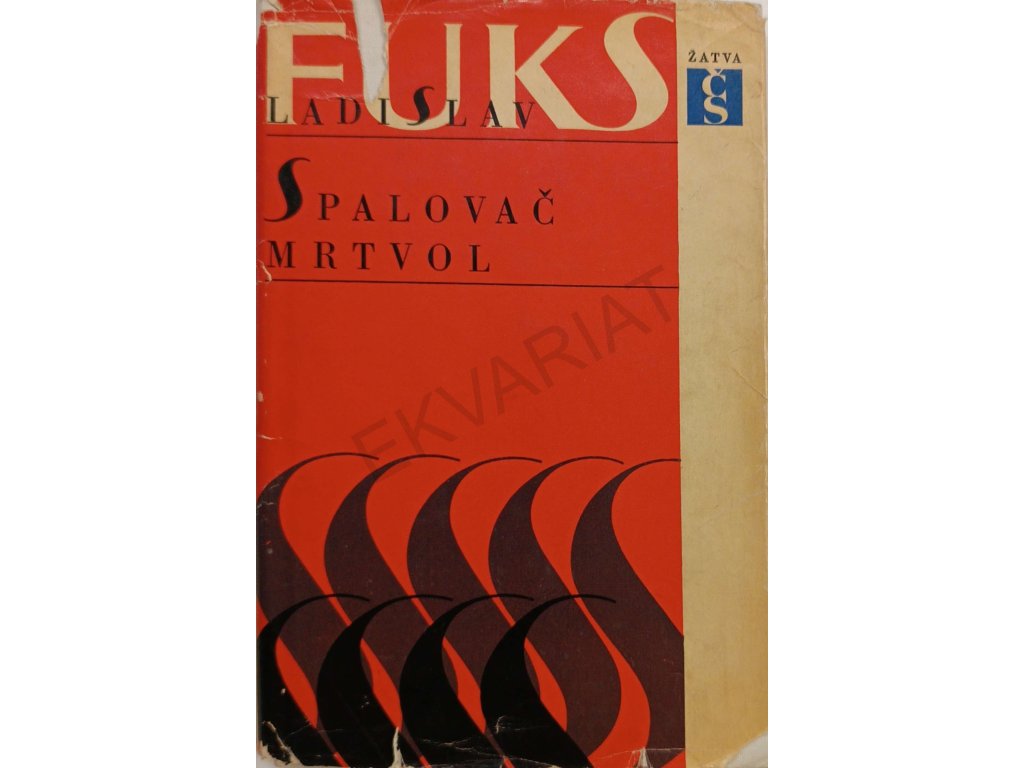 FUKS
LADISLAV
ŽATVA
ČS
SPALOVAČ
MRTVOL
EKVARIAT